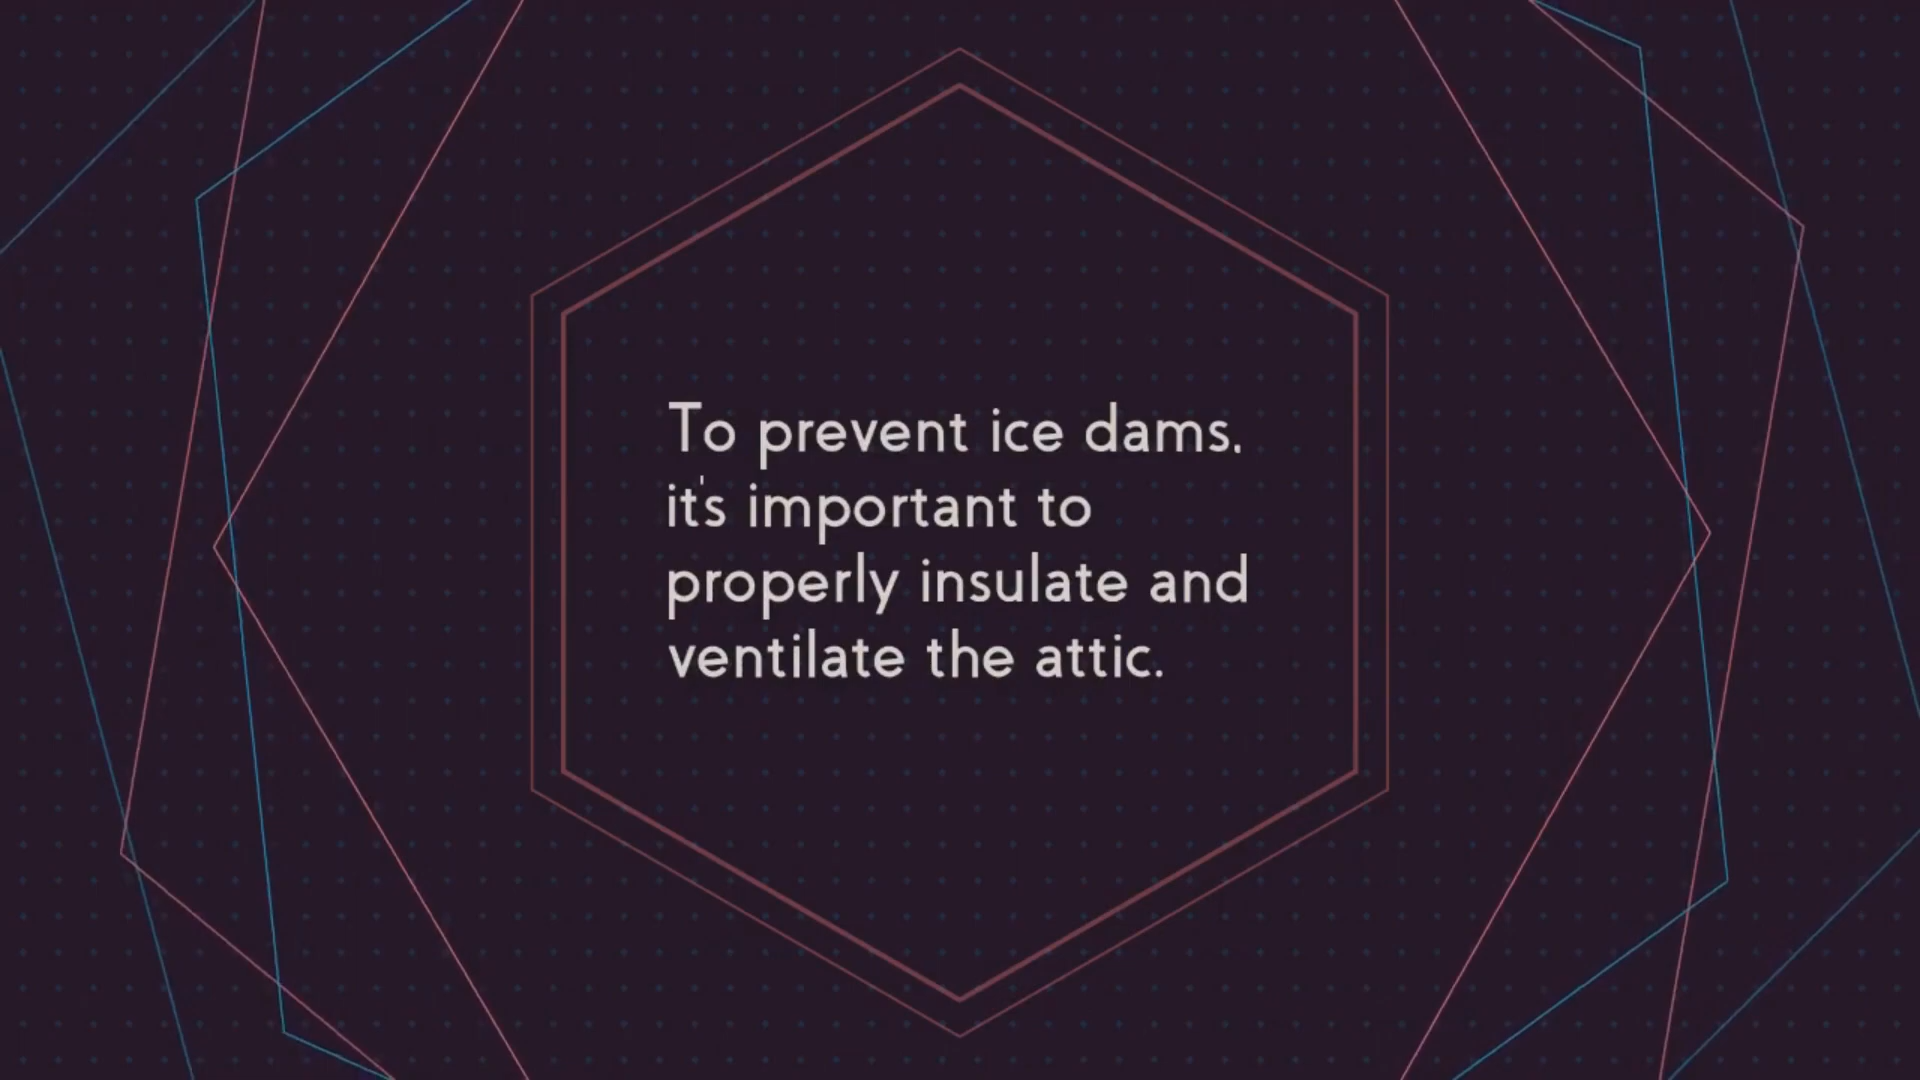 To prevent ice dams,
it's important to
properly insulate and
ventilate the attic.